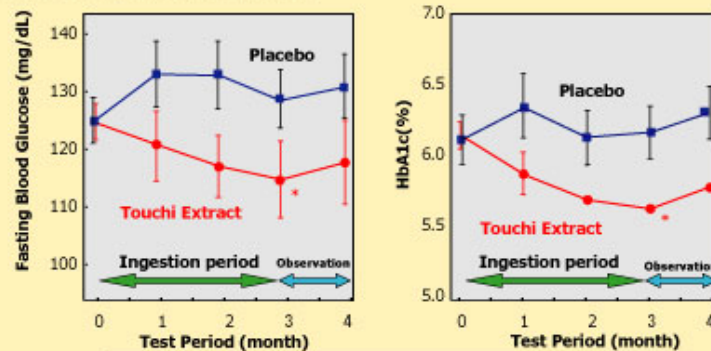 Fasting Blood Glucose (mg/dL)
140
130
120
110
100
Placebo
*
Touchi Extract
Ingestion period
Observation
0 1 2 3 4
Test Period (month)
HbA1c(%)
7.0
6.5
6.0
5.5
5.0
Placebo
Touchi Extract
*
Ingestion period
Observation
0 1 2 3 4
Test Period (month)